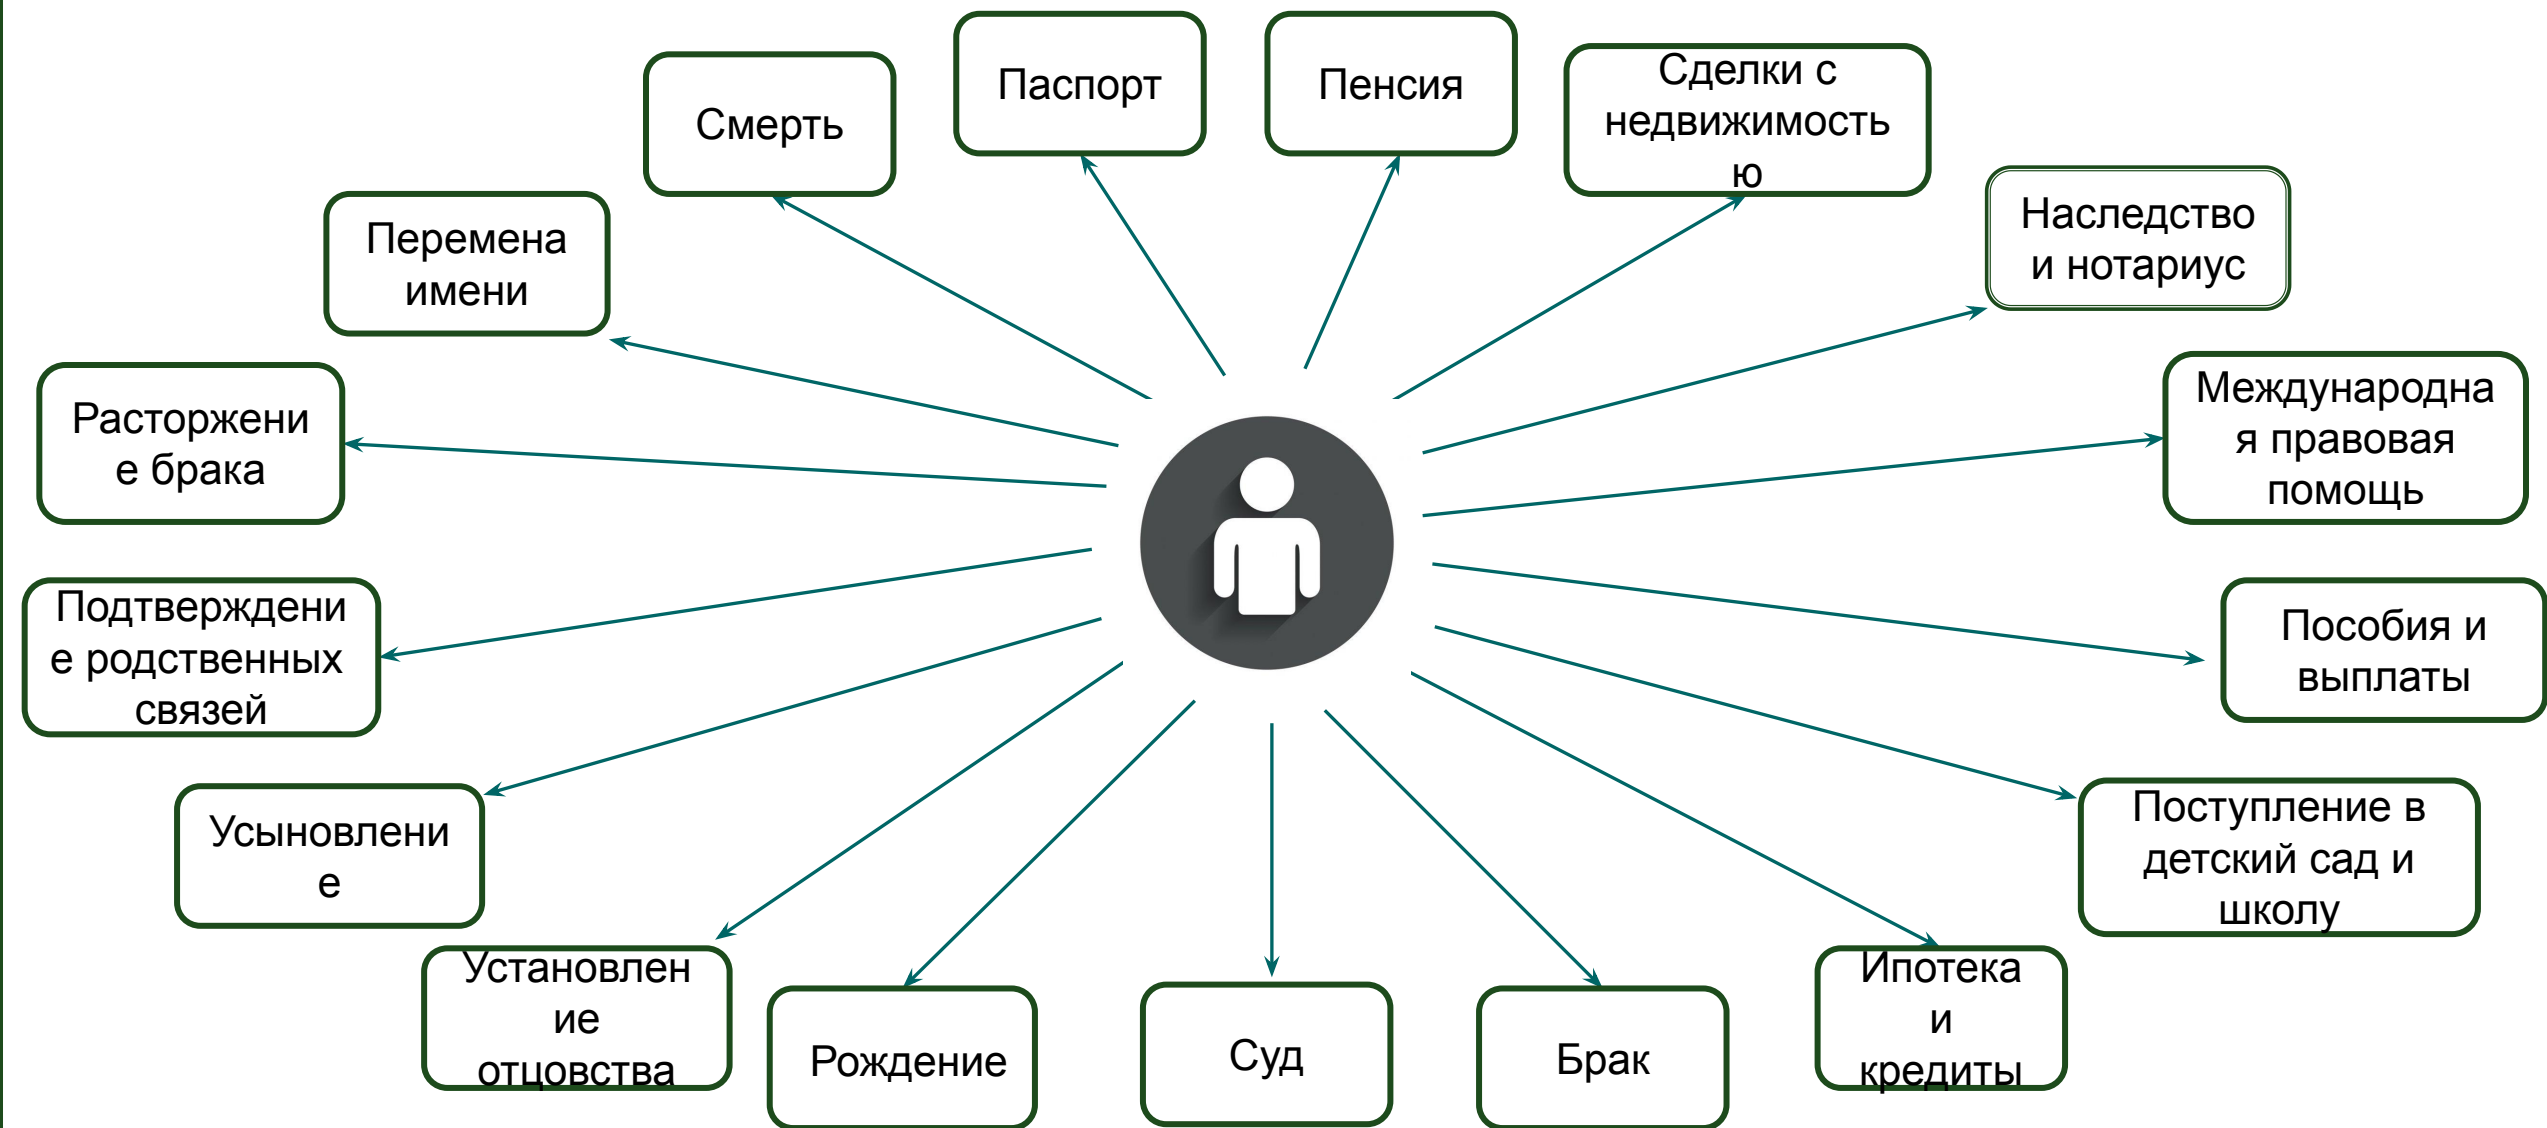 Паспорт
Пенсия
Сделки с
недвижимость
ю
Смерть
Наследство
и нотариус
Перемена
имени
Международна
я правовая
помощь
Расторжени
е брака
Подтверждени
е родственных
связей
Пособия и
выплаты
Поступление в
детский сад и
школу
Усыновлени
е
Установлен
ие
отцовства
Ипотека
и
кредиты
Рождение
Суд
Брак